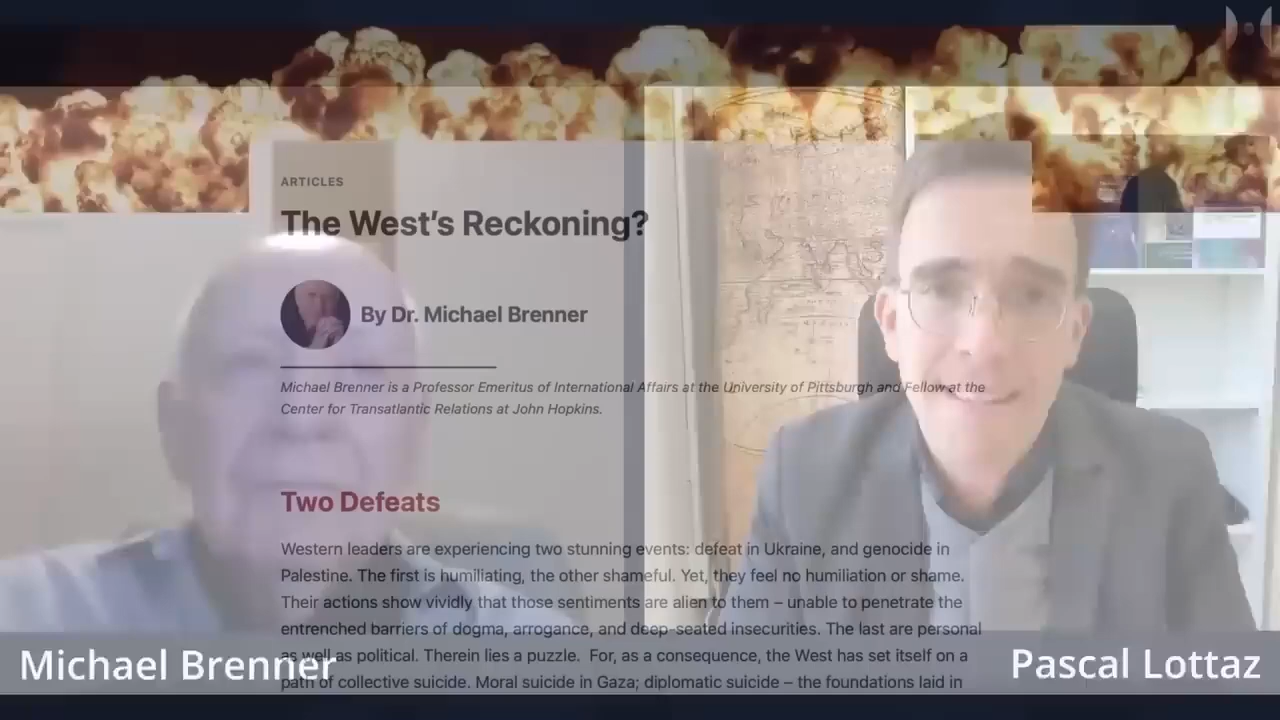 ARTICLES
The West's Reckoning?
By Dr. Michael Brenner
Michael Brenner is a Professor Emeritus of International Affairs at the University of Pittsburgh and Fellow at the
Center for Transatlantic Relations at John Hopkins.
Two Defeats
Western leaders are experiencing two stunning events: defeat in Ukraine, and genocide in
Palestine. The first is humiliating, the other shameful. Yet, they feel no humiliation or shame.
Their actions show vividly that those sentiments are alien to them – unable to penetrate the
entrenched barriers of dogma, arrogance, and deep-seated insecurities. The last are personal
as well as political. Therein lies a puzzle. For, as a consequence, the West has set itself on a
path of collective suicide. Moral suicide in Gaza; diplomatic suicide – the foundations laid in
Michael Brenner
Pascal Lottaz